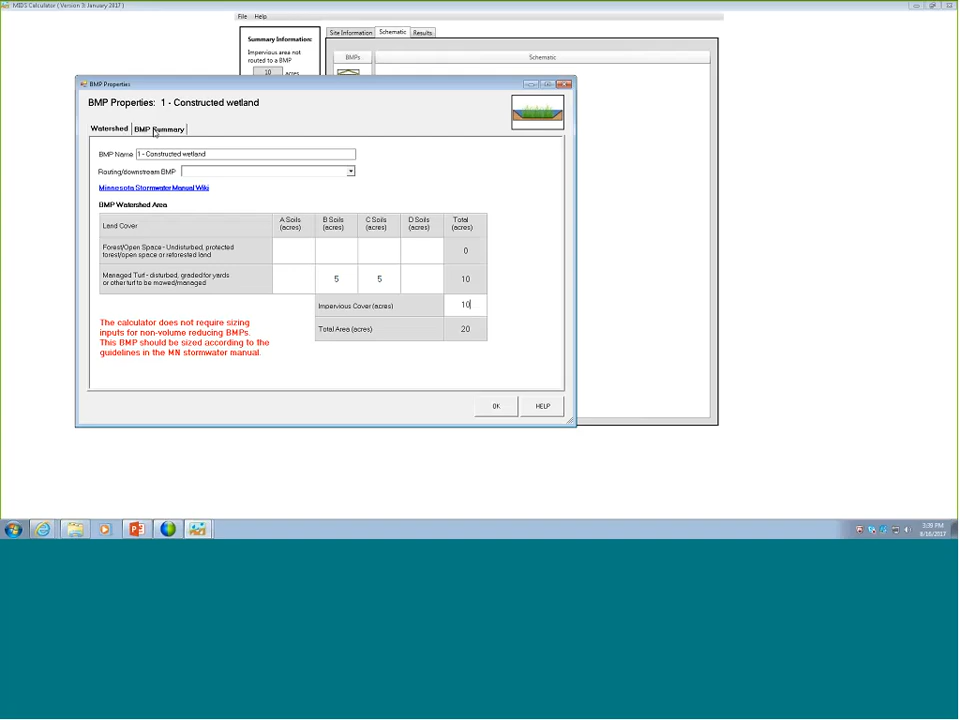 MIDS Calculator ( Version 3: January 2017 )
File Help
Summary Information:
Impervious area not
routed to a BMP
10 acres
Site Information Schematic Results
BMPs Schematic
BMP Properties
BMP Properties: 1 - Constructed wetland
Watershed BMP Summary
BMP Name 1 - Constructed wetland
Routing/downstream BMP
Minnesota Stormwater Manual Wiki
BMP Watershed Area
Land Cover
A Soils
(acres)
B Soils
(acres)
C Soils
(acres)
D Soils
(acres)
Total
(acres)
Forest/Open Space - Undisturbed, protected
forest/open space or reforested land
0
Managed Turf - disturbed, graded for yards
or other turf to be mowed/managed
5 5 10
Impervious Cover (acres) 10
Total Area (acres) 20
The calculator does not require sizing
inputs for non-volume reducing BMPs.
This BMP should be sized according to the
guidelines in the MN stormwater manual.
OK HELP
3:39 PM
8/16/2017